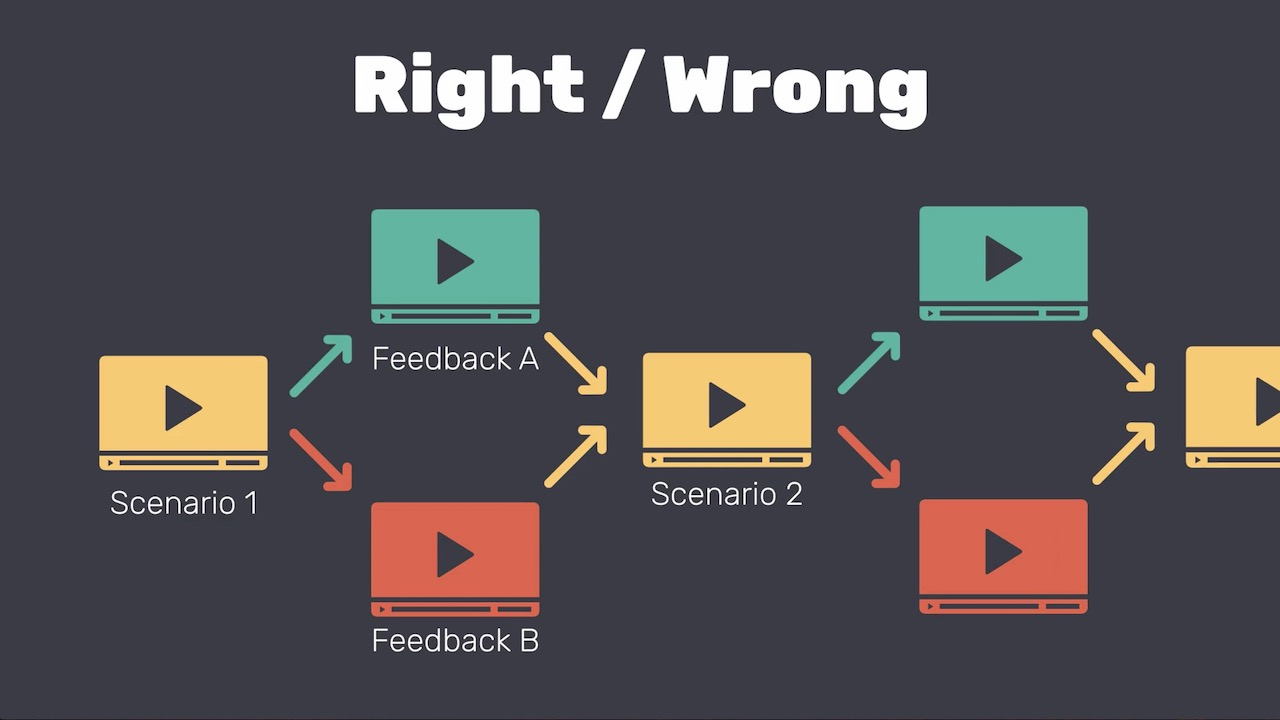 Right / Wrong
Feedback A
Scenario 1
Scenario 2
Feedback B